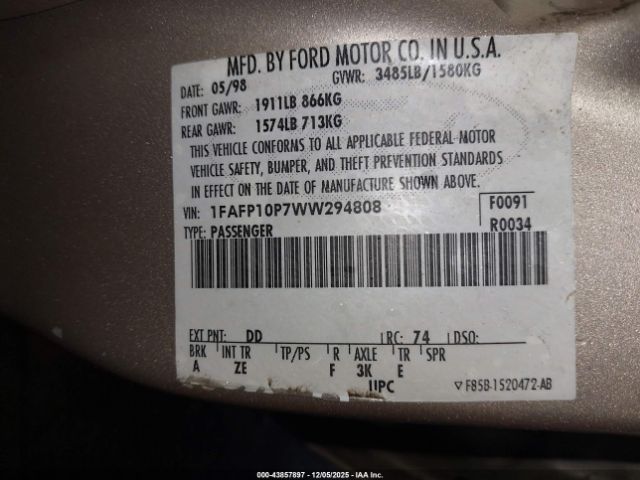 MFD. BY FORD MOTOR CO. IN U.S.A.
DATE: 05/98 GVWR: 3485LB/1580KG
FRONT GAWR: 1911LB 866KG
REAR GAWR: 1574LB 713KG
THIS VEHICLE CONFORMS TO ALL APPLICABLE FEDERAL MOTOR
VEHICLE SAFETY, BUMPER, AND THEFT PREVENTION STANDARDS
IN EFFECT ON THE DATE OF MANUFACTURE SHOWN ABOVE.
VIN: 1FAFP10P7WW294808 F0091
TYPE: PASSENGER R0034
EXT PNT: DD RC: 74 DSO:
BRK INT TR TP/PS R AXLE TR SPR
A ZE F 3K E
UPC ▽ F85B-1520472-AB
000-43857897 - 12/05/2025 - IAAI.COM